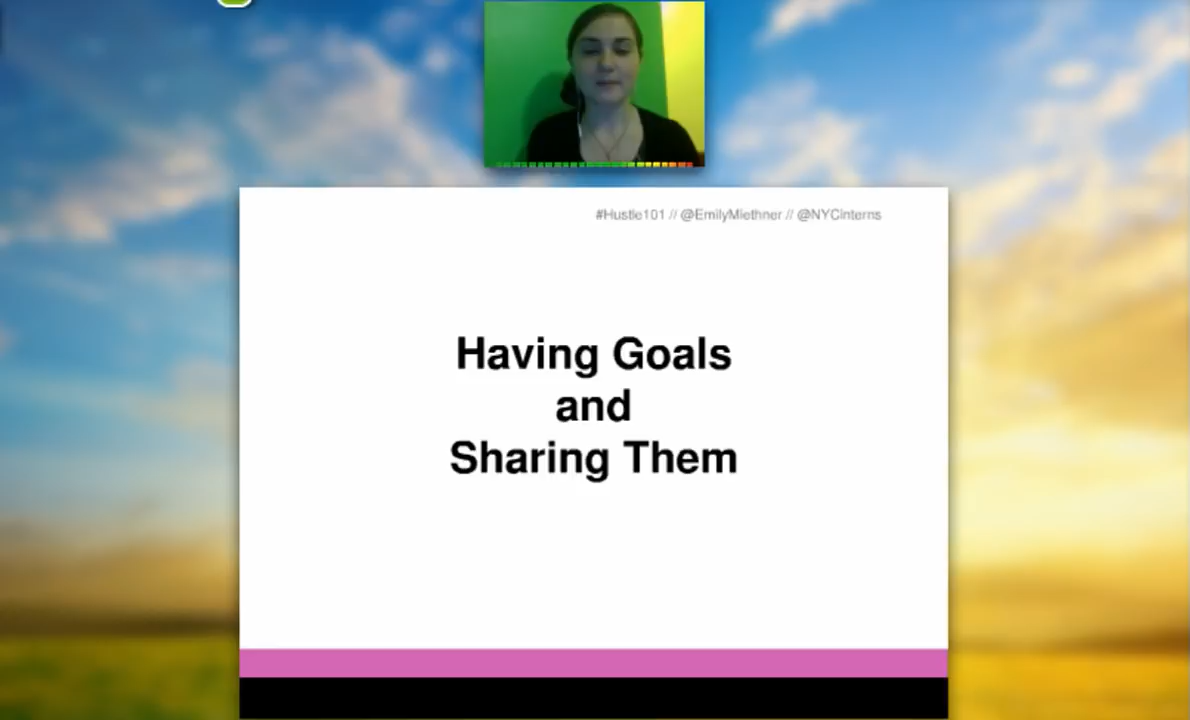 #Hustle101 // @EmilyMiethner // @NYCinterns
Having Goals
and
Sharing Them